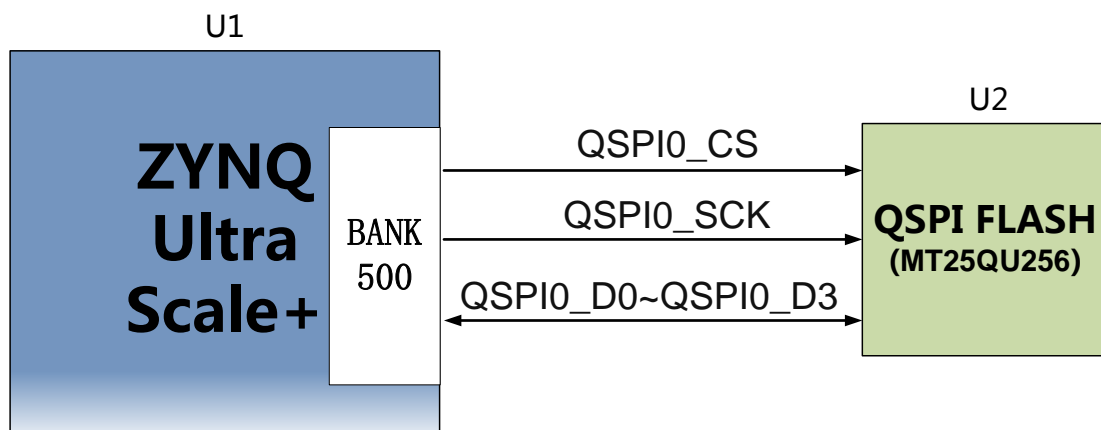 U1
ZYNQ
Ultra
Scale+
BANK
500
QSPI0_CS
QSPI0_SCK
QSPI0_D0~QSPI0_D3
U2
QSPI FLASH
(MT25QU256)